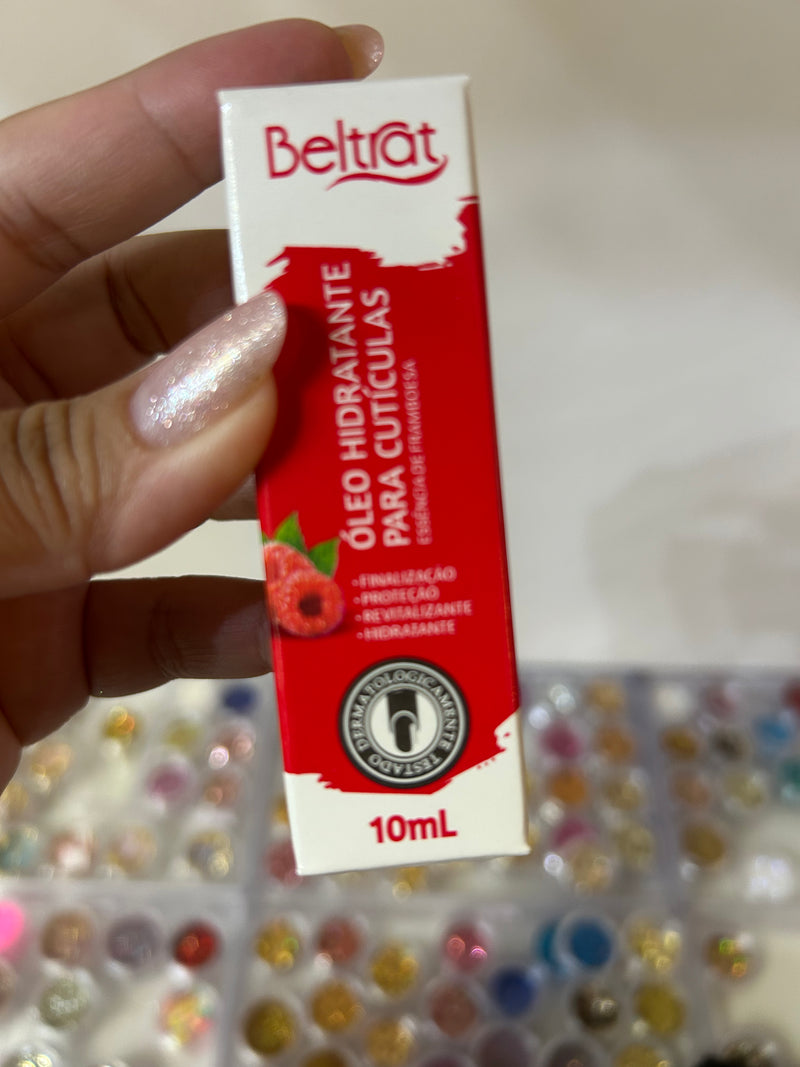 Beltrat
ÓLEO HIDRATANTE
PARA CUTÍCULAS
ESSÊNCIA DE FRAMBOESA
• FINALIZAÇÃO
• PROTEÇÃO
• REVITALIZANTE
• HIDRATANTE
DERMATOLOGICAMENTE
TESTADO
10mL